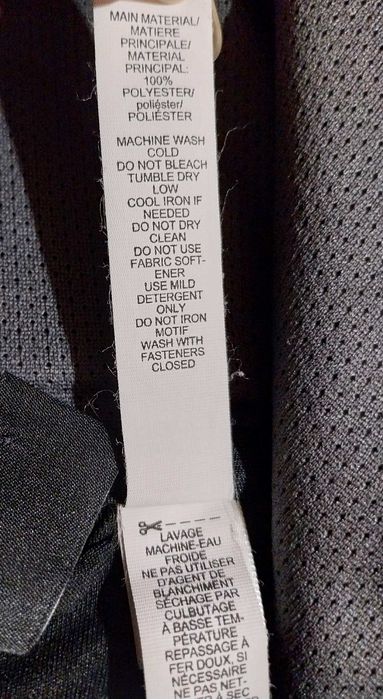 MAIN MATERIAL/
MATIERE
PRINCIPALE/
MATERIAL
PRINCIPAL:
100%
POLYESTER/
poliéster/
POLIÉSTER
MACHINE WASH
COLD
DO NOT BLEACH
TUMBLE DRY
LOW
COOL IRON IF
NEEDED
DO NOT DRY
CLEAN
DO NOT USE
FABRIC SOFT-
ENER
USE MILD
DETERGENT
ONLY
DO NOT IRON
MOTIF
WASH WITH
FASTENERS
CLOSED
LAVAGE
MACHINE-EAU
FROIDE
NE PAS UTILISER
D'AGENT DE
BLANCHIMENT
SÉCHAGE PAR
CULBUTAGE
À BASSE TEM-
PÉRATURE
REPASSAGE À
FER DOUX, SI
NÉCESSAIRE
NE PAS NET-
À SEC